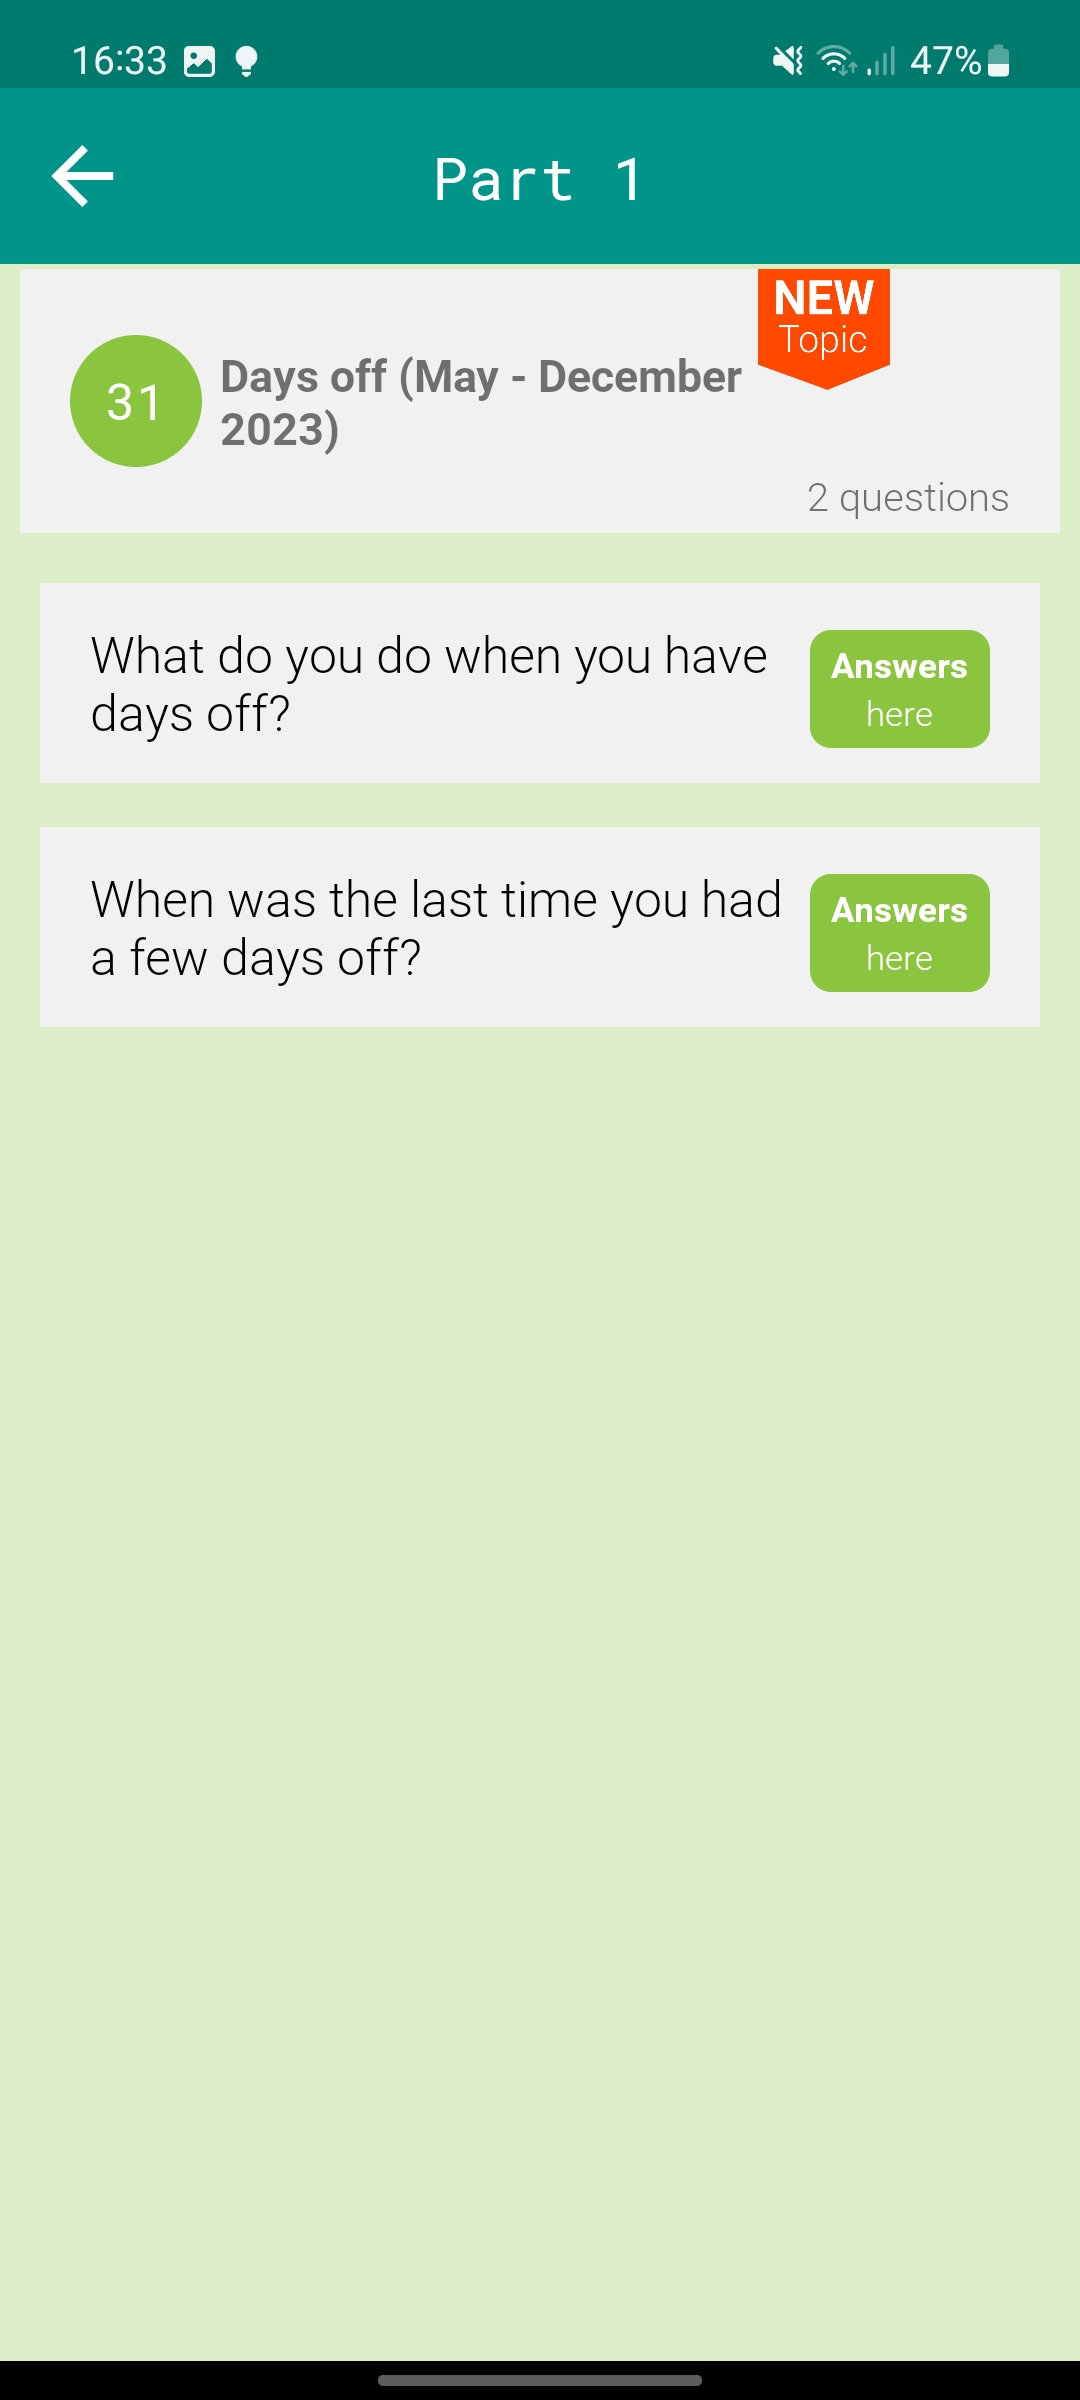 16:33
47%
Part 1
NEW
Topic
31
Days off (May - December
2023)
2 questions
What do you do when you have
days off?
Answers
here
When was the last time you had
a few days off?
Answers
here